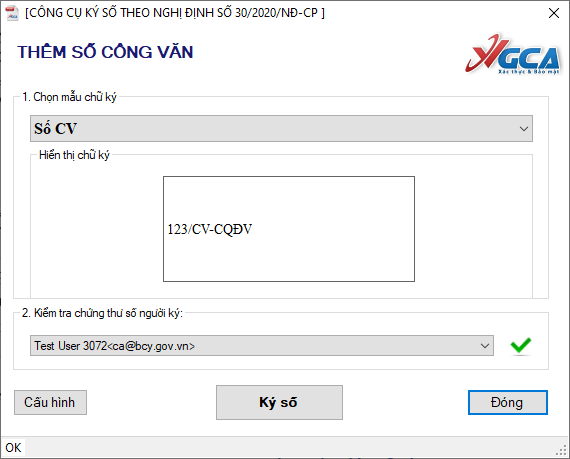 [CÔNG CỤ KÝ SỐ THEO NGHỊ ĐỊNH SỐ 30/2020/NĐ-CP ]
THÊM SỐ CÔNG VĂN
VGCA
Xác thực & Bảo mật
1. Chọn mẫu chữ ký
Số CV
Hiển thị chữ ký
123/CV-CQĐV
2. Kiểm tra chứng thư số người ký:
Test User 3072<ca@bcy.gov.vn>
Cấu hình
Ký số
Đóng
OK